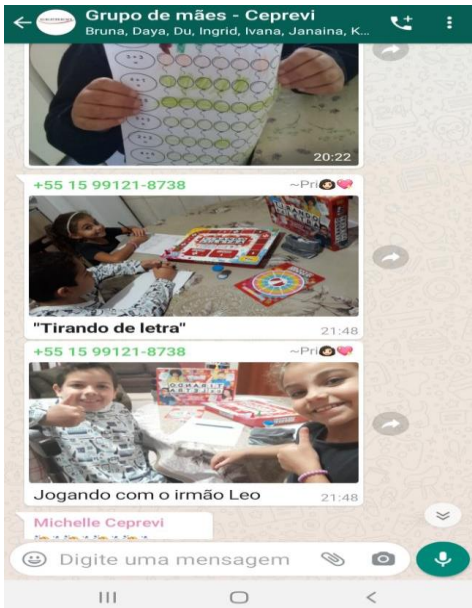 Grupo de mães - Ceprevi
Bruna, Daya, Du, Ingrid, Ivana, Janaina, K...
20:22
+55 15 99121-8738 ~Pri
"Tirando de letra" 21:48
+55 15 99121-8738 ~Pri
Jogando com o irmão Leo 21:48
Michelle Ceprevi
Digite uma mensagem